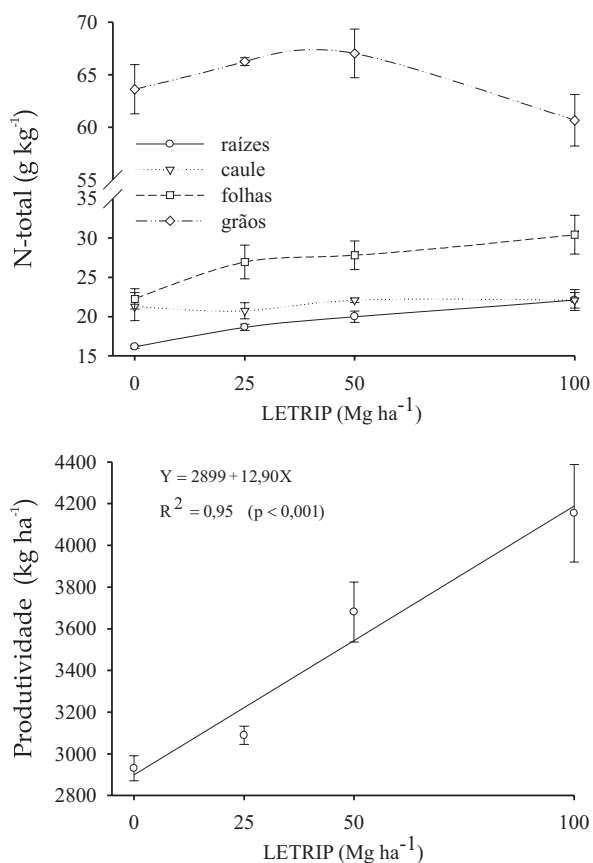 70
65
60
55
35
30
25
20
15
N-total (g kg⁻¹)
raízes
caule
folhas
grãos
0 25 50 100
LETRIP (Mg ha⁻¹)
4400
4200
4000
3800
3600
3400
3200
3000
2800
Produtividade (kg ha⁻¹)
Y = 2899 + 12,90X
R² = 0,95 (p < 0,001)
0 25 50 100
LETRIP (Mg ha⁻¹)